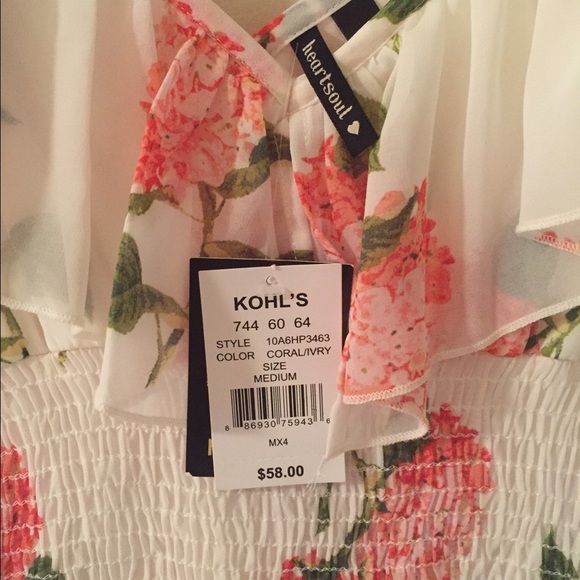 heartsoul
KOHL'S
744 60 64
STYLE 10A6HP3463
COLOR CORAL/IVRY
SIZE
MEDIUM
8 86930 75943 6
MX4
$58.00